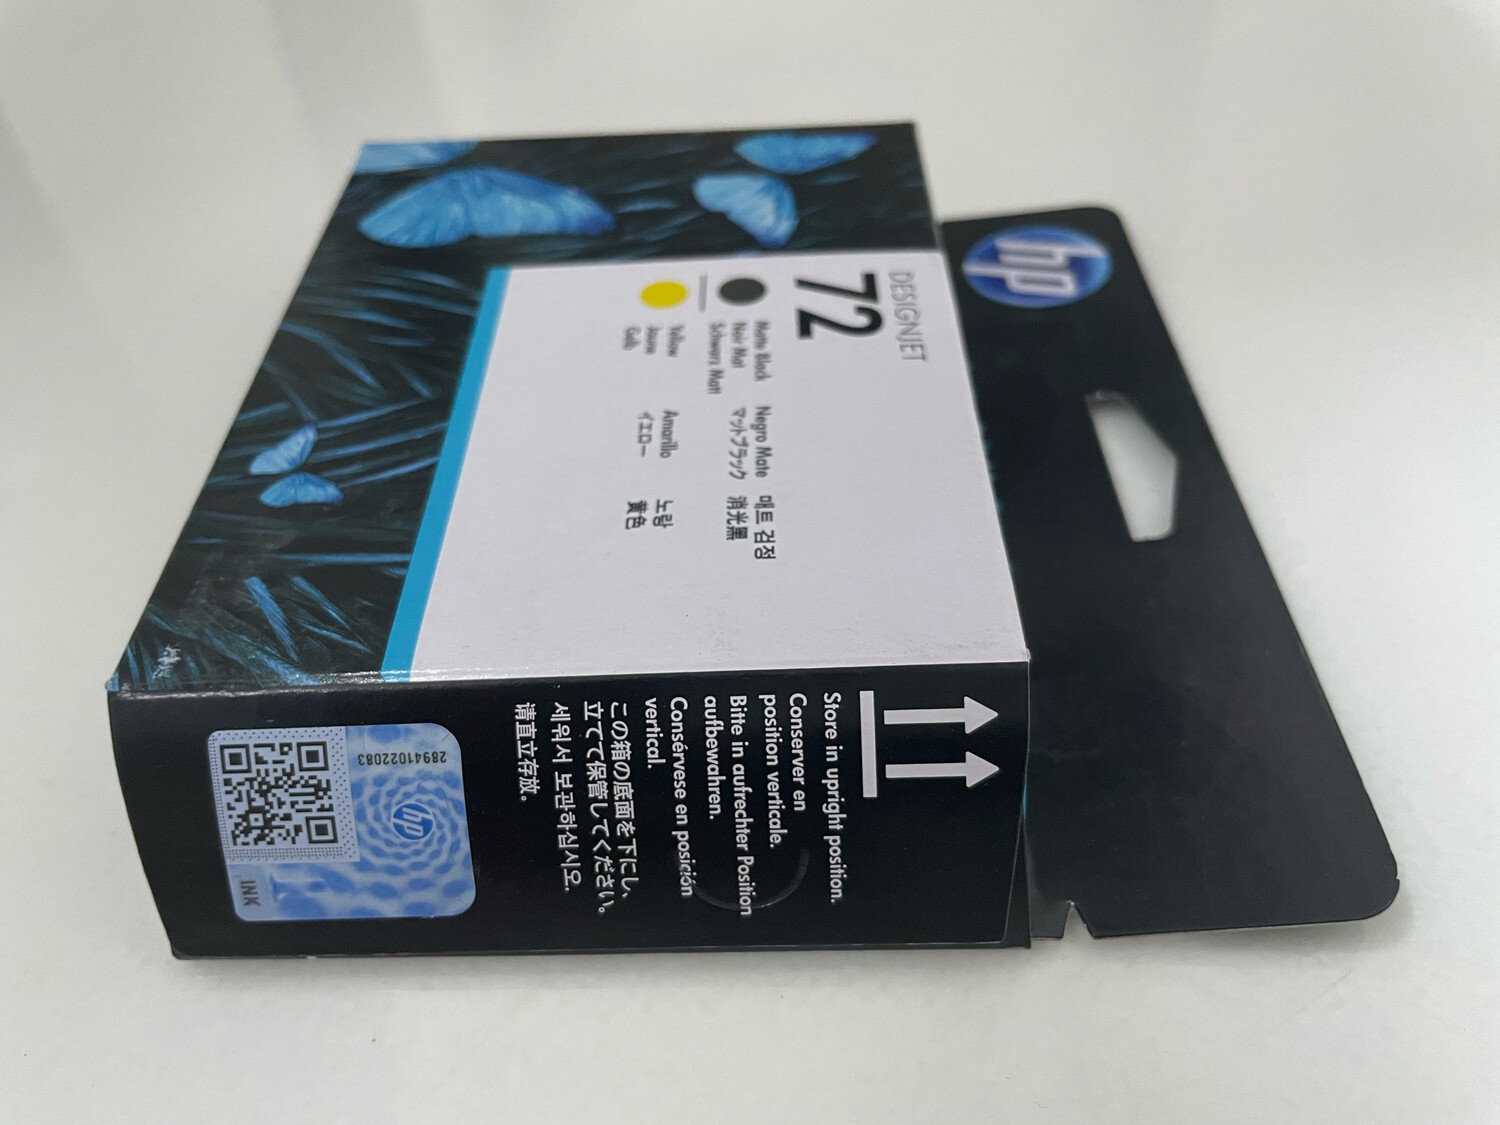 hp
DESIGNJET
72
Matte Black Negro Mate 매트 검정
Noir Mat マットブラック 消光黑
Schwarz Matt
Yellow Amarillo 노랑
Jaune イエロー 黄色
Gelb
Store in upright position.
Conserver en
position verticale.
Bitte in aufrechter Position
aufbewahren.
Consérvese en posición
vertical.
この箱の底面を下にし、
立てて保管してください。
세워서 보관하십시오.
请直立存放。
28941022083
hp
INK